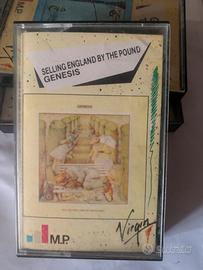 SELLING ENGLAND BY THE POUND
GENESIS
GENESIS
M.P.
Virgin